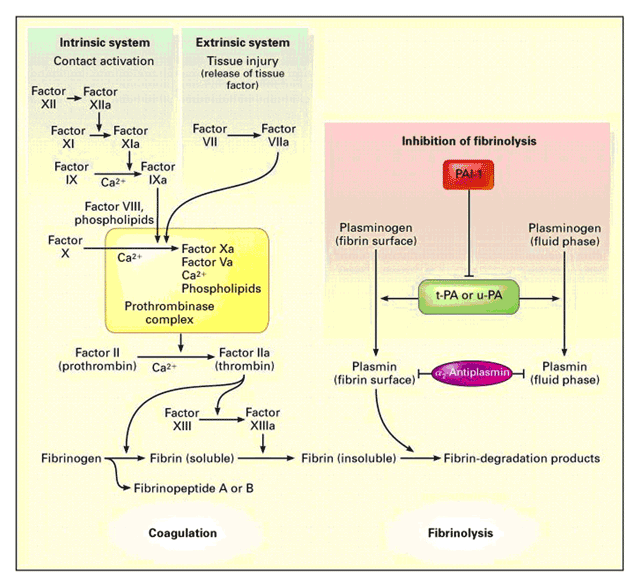 Intrinsic system
Contact activation
Extrinsic system
Tissue injury
(release of tissue
factor)
Factor
XII
Factor
XIIa
Factor
XI
Factor
XIa
Factor
IX
Ca2+
Factor
IXa
Factor
VII
Factor
VIIa
Factor VIII,
phospholipids
Factor
X
Ca2+
Factor Xa
Factor Va
Ca2+
Phospholipids
Prothrombinase
complex
Factor II
(prothrombin)
Ca2+
Factor IIa
(thrombin)
Factor
XIII
Factor
XIIIa
Fibrinogen
Fibrin (soluble)
Fibrin (insoluble)
Fibrin-degradation products
Fibrinopeptide A or B
Coagulation
Inhibition of fibrinolysis
PAI-1
Plasminogen
(fibrin surface)
Plasminogen
(fluid phase)
t-PA or u-PA
Plasmin
(fibrin surface)
α2-Antiplasmin
Plasmin
(fluid phase)
Fibrinolysis